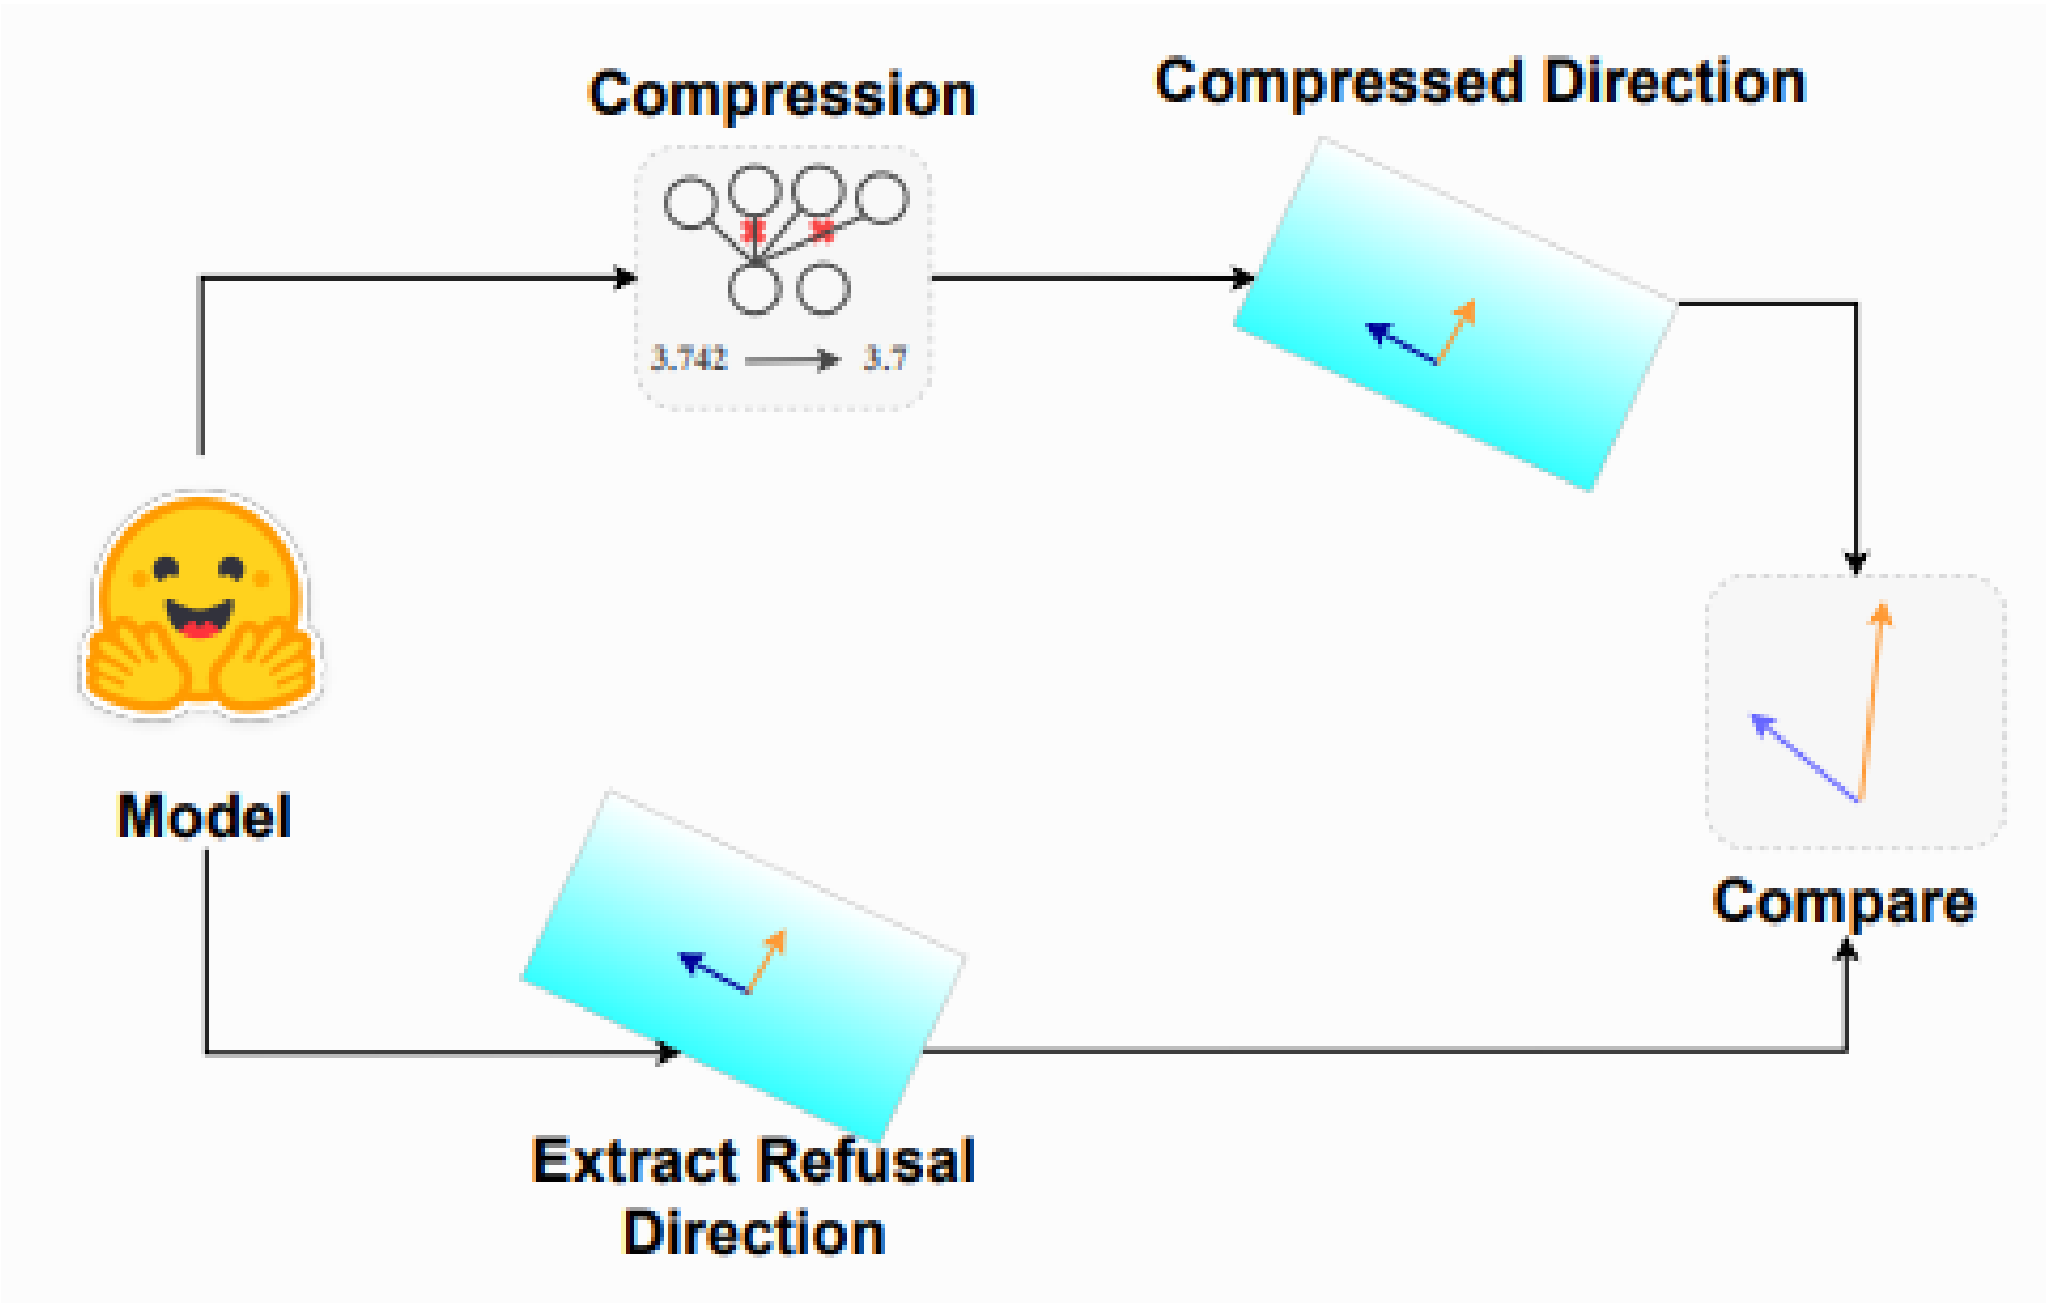 Compression
Compressed Direction
3.742 3.7
Model
Compare
Extract Refusal
Direction